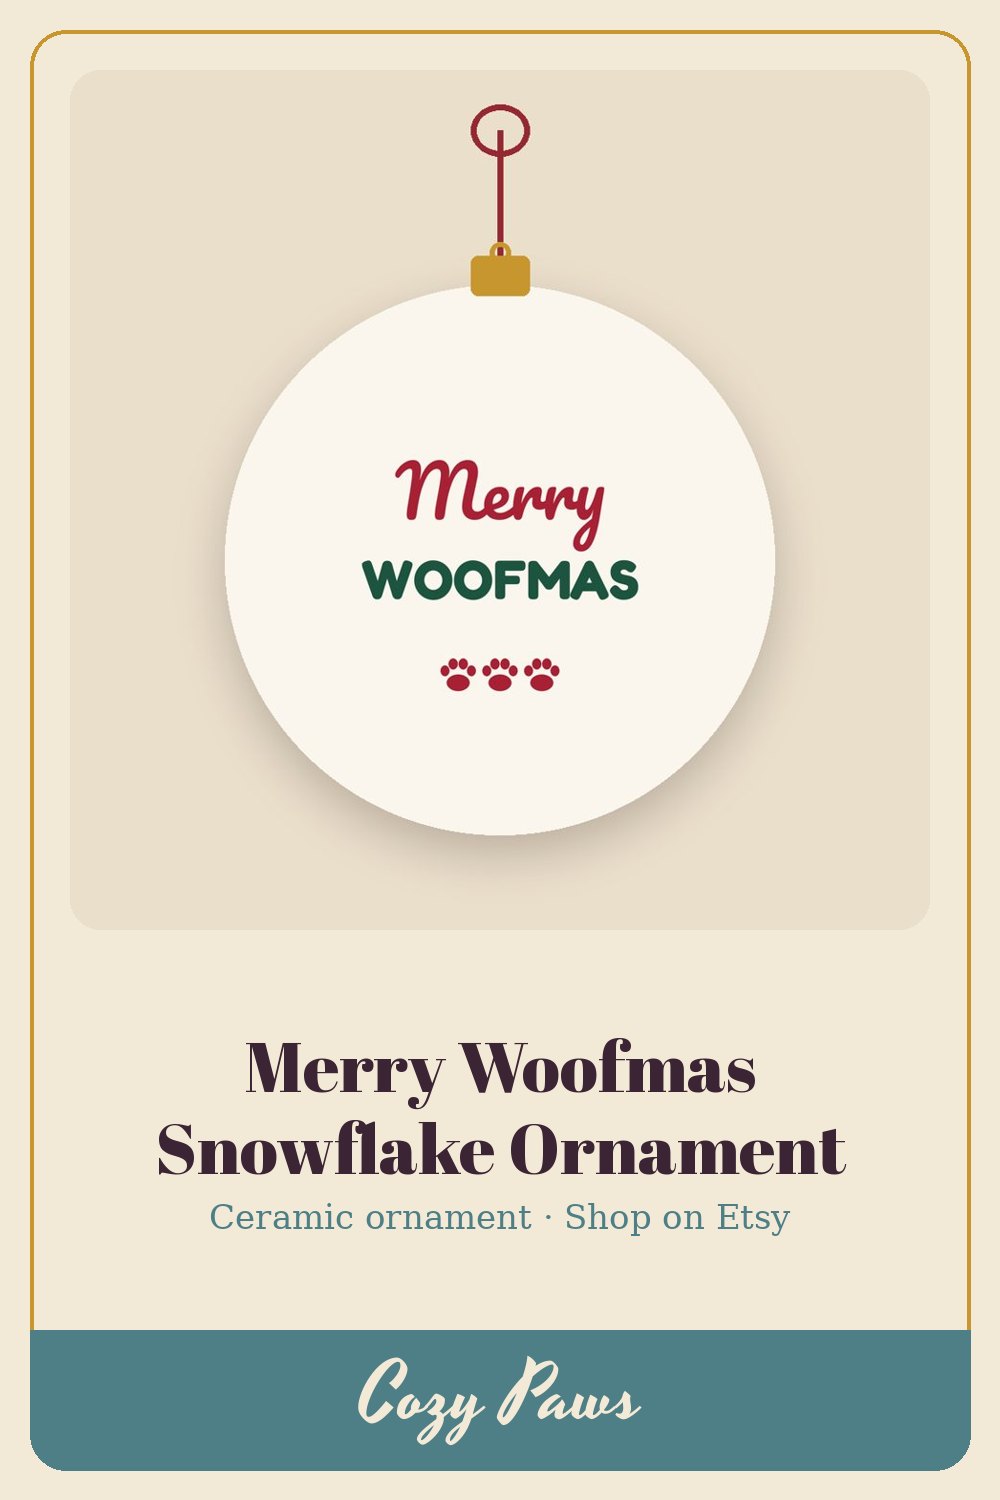 Merry
WOOFMAS
Merry Woofmas
Snowflake Ornament
Ceramic ornament · Shop on Etsy
Cozy Paws